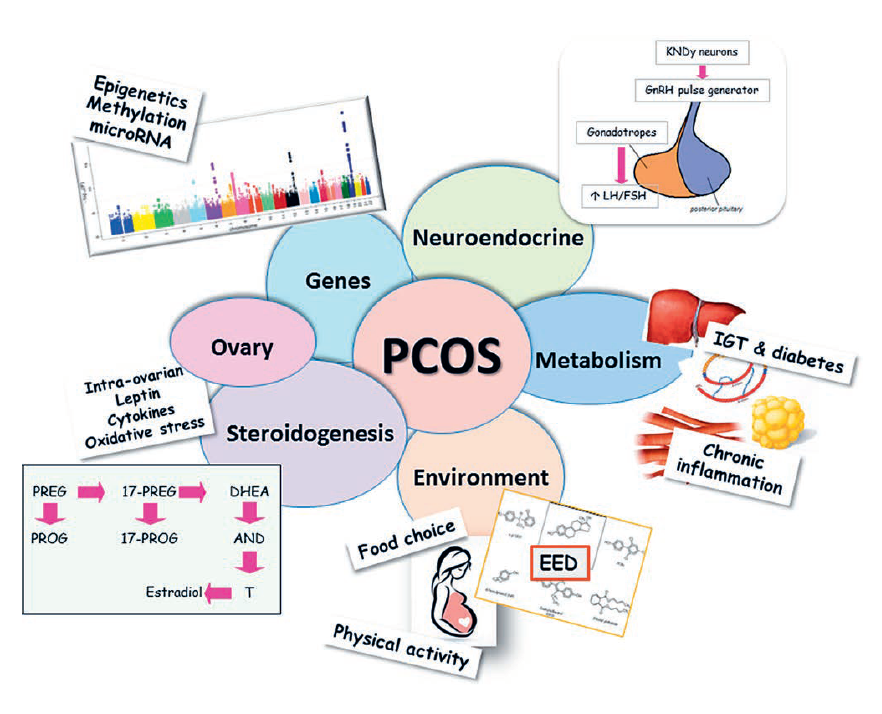 Epigenetics
Methylation
microRNA
chromosome
KNDy neurons
GnRH pulse generator
Gonadotropes
↑ LH/FSH
posterior pituitary
Neuroendocrine
Genes
Ovary
PCOS
Metabolism
IGT & diabetes
Intra-ovarian
Leptin
Cytokines
Oxidative stress
Steroidogenesis
Environment
Chronic
inflammation
PREG 17-PREG DHEA
PROG 17-PROG AND
Estradiol T
Food choice
EED
Physical activity